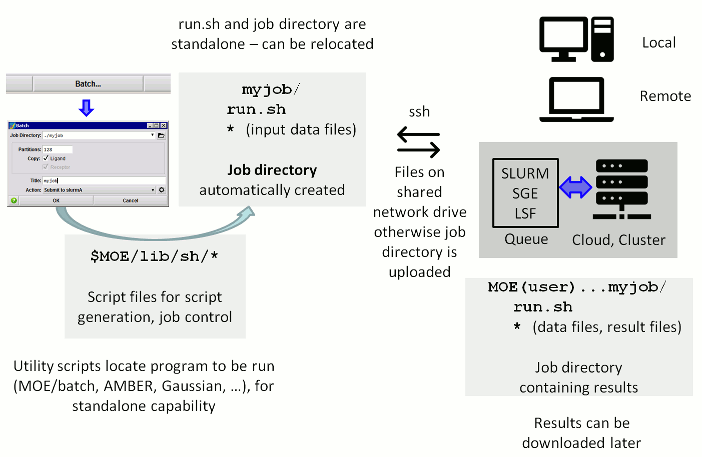 run.sh and job directory are
standalone – can be relocated
Batch...
Batch
Job Directory: ../myjob
Partitions: 128
Copy: Ligand
Receptor
Title: myjob
Action: Submit to slurmA
OK Cancel
myjob/
run.sh
* (input data files)
Job directory
automatically created
$MOE/lib/sh/*
Script files for script
generation, job control
Utility scripts locate program to be run
(MOE/batch, AMBER, Gaussian, ...), for
standalone capability
ssh
Files on
shared
network drive
otherwise job
directory is
uploaded
Local
Remote
SLURM
SGE
LSF
Queue
Cloud, Cluster
MOE(user)...myjob/
run.sh
* (data files, result files)
Job directory
containing results
Results can be
downloaded later